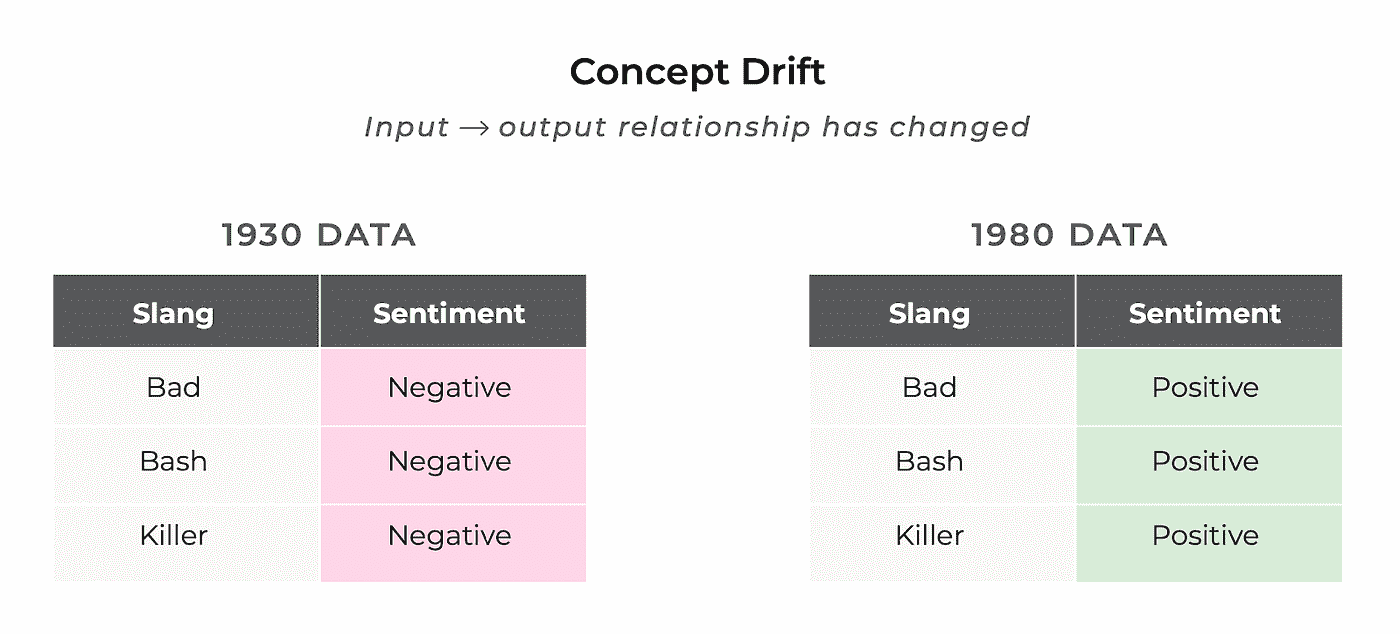 Concept Drift
Input → output relationship has changed
1930 DATA
Slang Sentiment
Bad Negative
Bash Negative
Killer Negative
1980 DATA
Slang Sentiment
Bad Positive
Bash Positive
Killer Positive